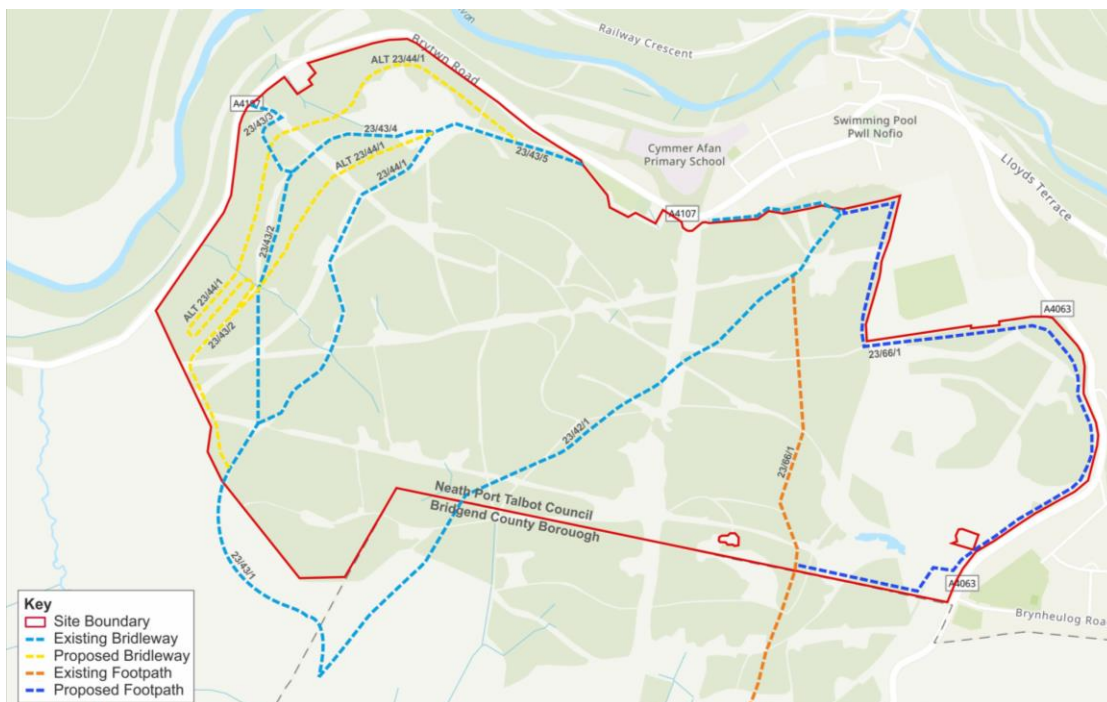 Railway Crescent
Brytwn Road
ALT 23/44/1
A4107
23/43/3
23/43/4
ALT 23/44/1
23/44/1
23/43/5
Swimming Pool
Pwll Nofio
Cymmer Afan
Primary School
Lloyds Terrace
A4107
23/43/2
ALT 23/44/1
23/43/2
A4063
23/66/1
23/42/1
23/66/1
Neath Port Talbot Council
Bridgend County Borouogh
23/43/1
A4063
Brynheulog Roa
Key
Site Boundary
Existing Bridleway
Proposed Bridleway
Existing Footpath
Proposed Footpath